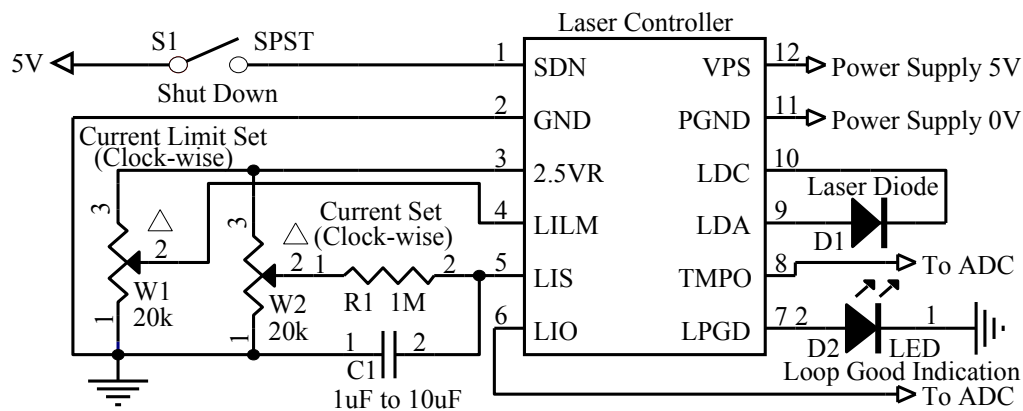 Laser Controller
5V
S1
SPST
Shut Down
1
SDN
VPS
12
Power Supply 5V
2
GND
PGND
11
Power Supply 0V
Current Limit Set
(Clock-wise)
3
2.5VR
LDC
10
Laser Diode
3
2
W1
20k
1
4
LILM
LDA
9
D1
Current Set
(Clock-wise)
3
2
W2
20k
1
1
R1
1M
2
5
LIS
TMPO
8
To ADC
6
LIO
LPGD
7
2
D2
LED
1
Loop Good Indication
1
C1
2
1uF to 10uF
To ADC